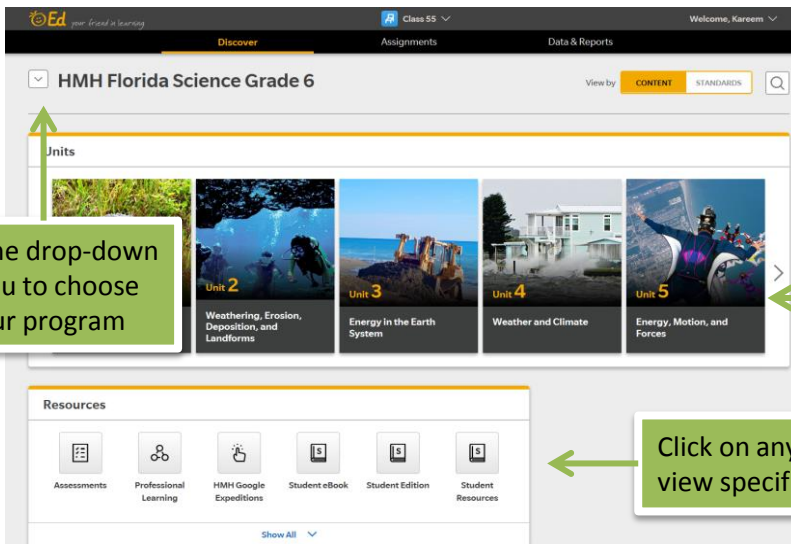 Ed your friend in learning
Class 55
Welcome, Kareem
Discover
Assignments
Data & Reports
HMH Florida Science Grade 6
View by
CONTENT
STANDARDS
Units
Unit 2
Weathering, Erosion,
Deposition, and
Landforms
Unit 3
Energy in the Earth
System
Unit 4
Weather and Climate
Unit 5
Energy, Motion, and
Forces
drop-down
to choose
program
Resources
Assessments
Professional
Learning
HMH Google
Expeditions
Student eBook
Student Edition
Student
Resources
Show All
Click on any
view